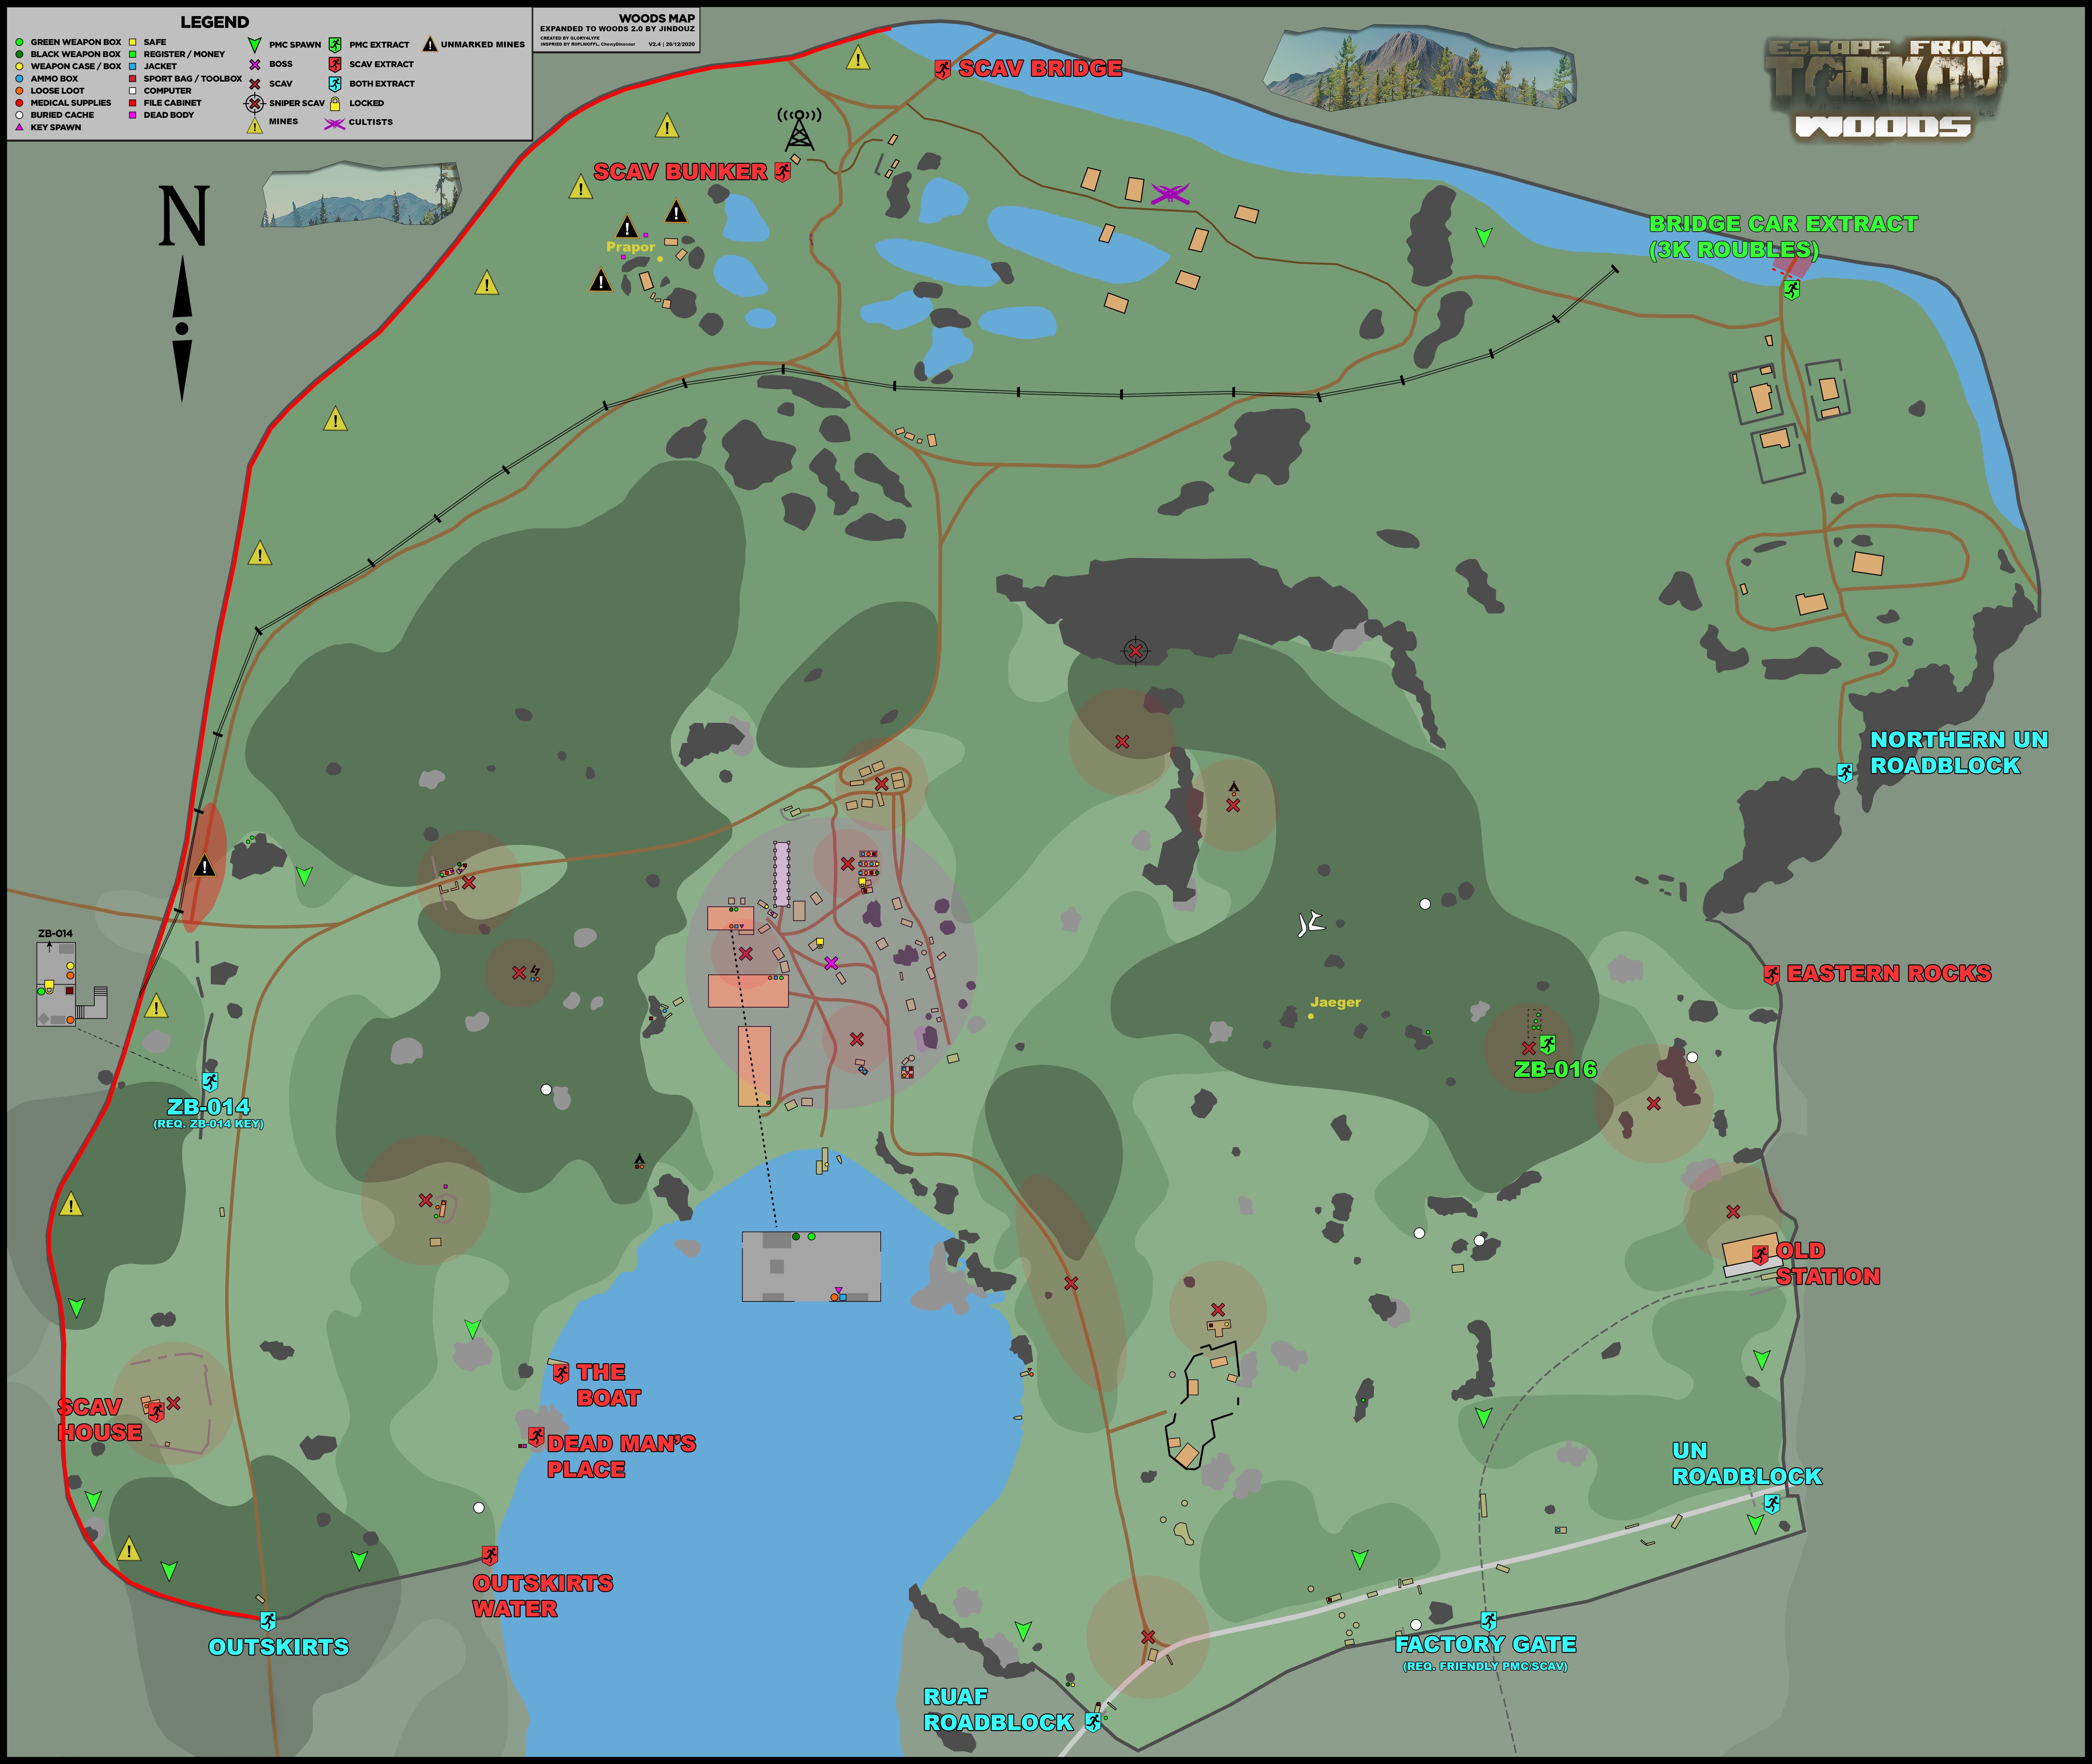 LEGEND
GREEN WEAPON BOX
BLACK WEAPON BOX
WEAPON CASE / BOX
AMMO BOX
LOOSE LOOT
MEDICAL SUPPLIES
BURIED CACHE
KEY SPAWN
SAFE
REGISTER / MONEY
JACKET
SPORT BAG / TOOLBOX
COMPUTER
FILE CABINET
DEAD BODY
PMC SPAWN
BOSS
SCAV
SNIPER SCAV
MINES
PMC EXTRACT
SCAV EXTRACT
BOTH EXTRACT
LOCKED
CULTISTS
UNMARKED MINES
WOODS MAP
EXPANDED TO WOODS 2.0 BY JINDOUZ
CREATED BY GLORY4LYFE
INSPIRED BY ROFLNOFFL, ChevyDinosaur
V2.4 | 26/12/2020
ESCAPE FROM
TARKOV
WOODS
N
SCAV BRIDGE
SCAV BUNKER
Prapor
BRIDGE CAR EXTRACT
(3K ROUBLES)
NORTHERN UN
ROADBLOCK
ZB-014
EASTERN ROCKS
Jaeger
ZB-016
ZB-014
(REQ. ZB-014 KEY)
OLD
STATION
THE
BOAT
SCAV
HOUSE
DEAD MAN'S
PLACE
UN
ROADBLOCK
OUTSKIRTS
WATER
OUTSKIRTS
FACTORY GATE
(REQ. FRIENDLY PMC/SCAV)
RUAF
ROADBLOCK